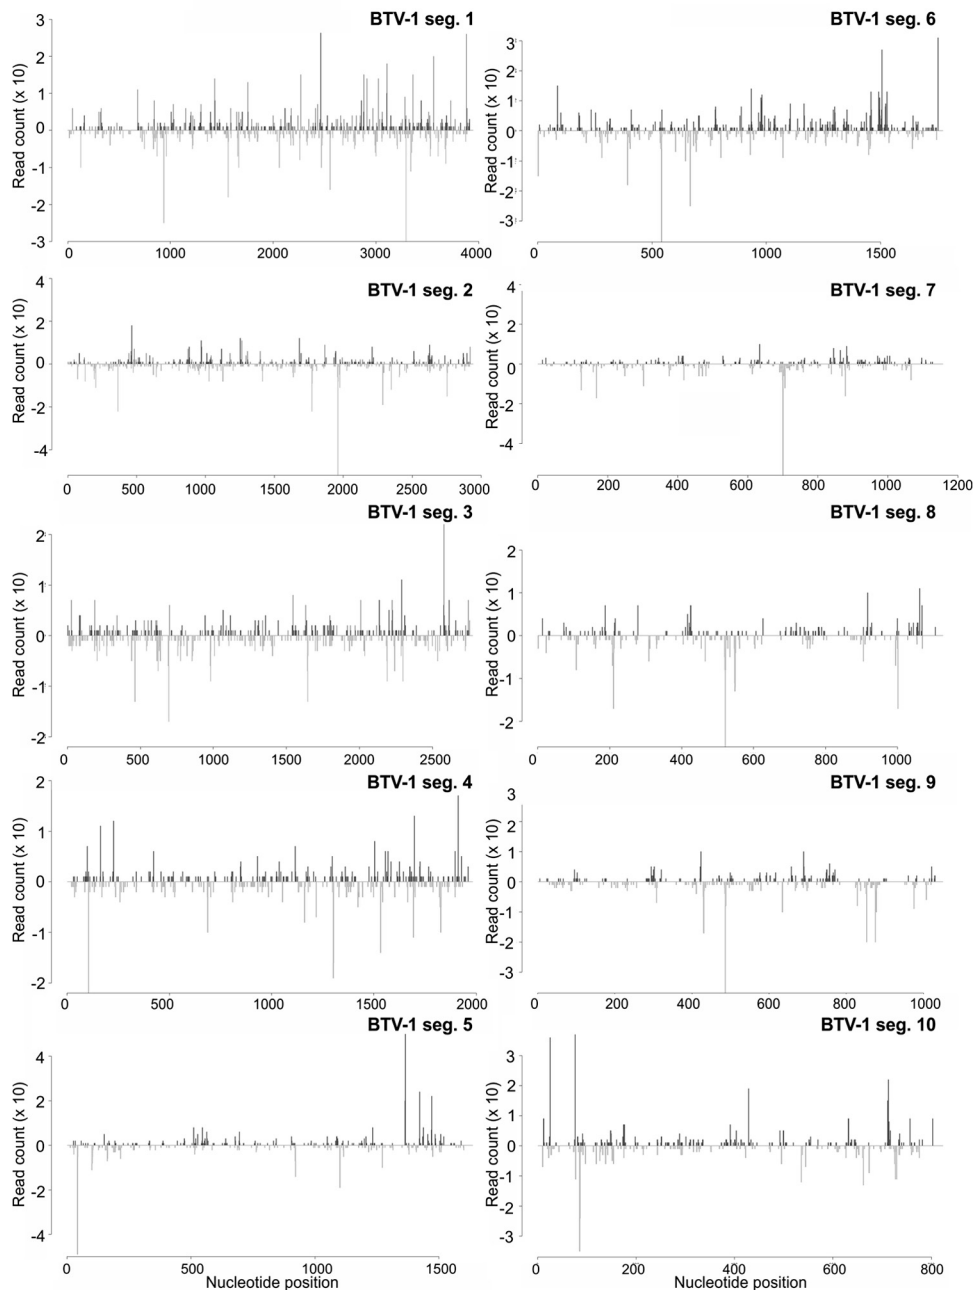 BTV-1 seg. 1
Read count (x 10)
3
2
1
0
-1
-2
-3
0 1000 2000 3000 4000
BTV-1 seg. 6
Read count (x 10)
3
2
1
0
-1
-2
-3
0 500 1000 1500
BTV-1 seg. 2
Read count (x 10)
4
2
0
-2
-4
0 500 1000 1500 2000 2500 3000
BTV-1 seg. 7
Read count (x 10)
4
2
0
-2
-4
0 200 400 600 800 1000 1200
BTV-1 seg. 3
Read count (x 10)
2
1
0
-1
-2
0 500 1000 1500 2000 2500
BTV-1 seg. 8
Read count (x 10)
2
1
0
-1
-2
0 200 400 600 800 1000
BTV-1 seg. 4
Read count (x 10)
2
1
0
-1
-2
0 500 1000 1500 2000
BTV-1 seg. 9
Read count (x 10)
3
2
1
0
-1
-2
-3
0 200 400 600 800 1000
BTV-1 seg. 5
Read count (x 10)
4
2
0
-2
-4
0 500 1000 1500
Nucleotide position
BTV-1 seg. 10
Read count (x 10)
3
2
1
0
-1
-2
-3
0 200 400 600 800
Nucleotide position